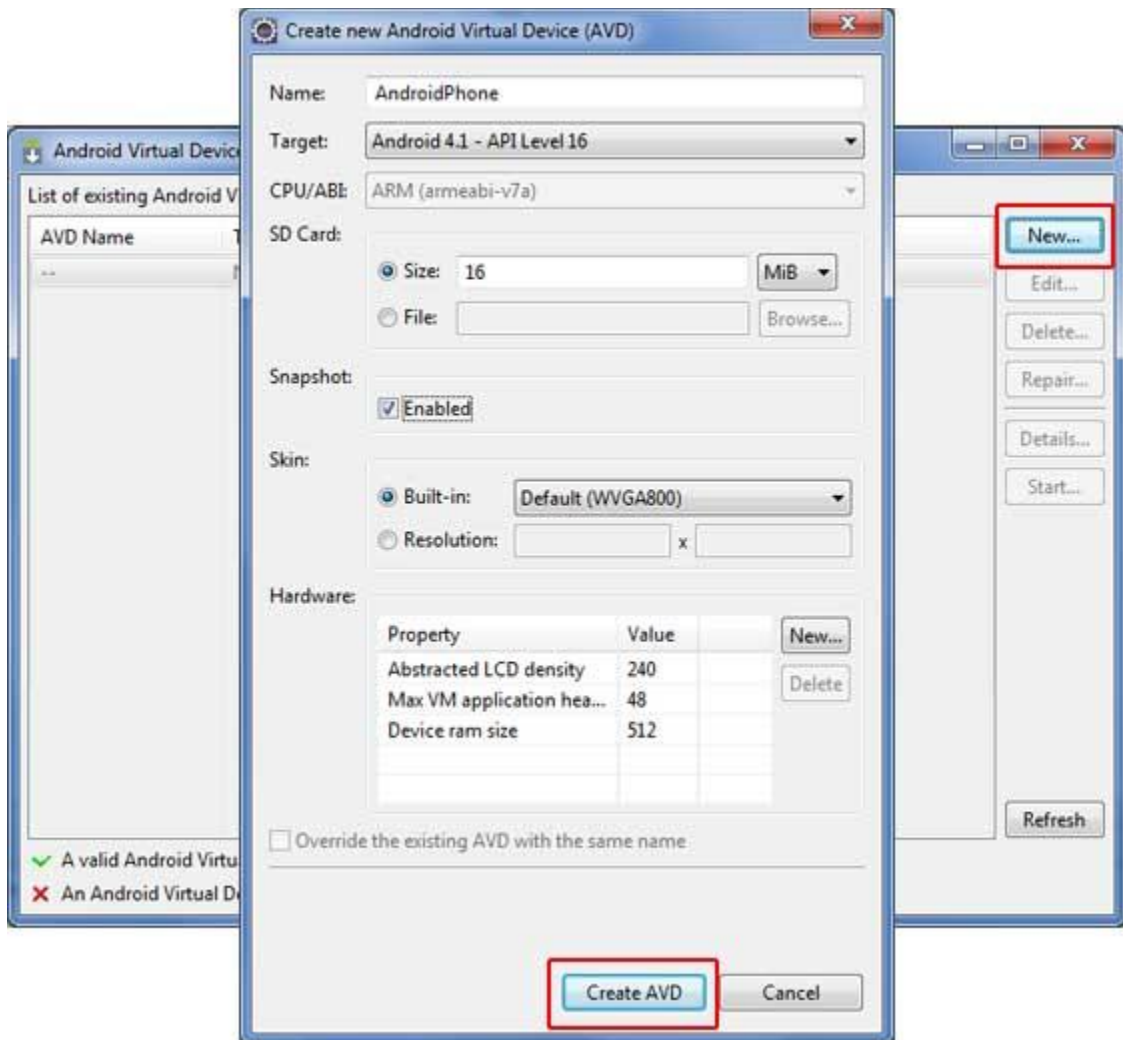 Create new Android Virtual Device (AVD)
Name: AndroidPhone
Target: Android 4.1 - API Level 16
CPU/ABI: ARM (armeabi-v7a)
SD Card:
Size: 16 MiB
File: Browse...
Snapshot:
Enabled
Skin:
Built-in: Default (WVGA800)
Resolution: x
Hardware:
Property Value New...
Abstracted LCD density 240 Delete
Max VM application hea... 48
Device ram size 512
Override the existing AVD with the same name
Create AVD Cancel
Android Virtual Devic
List of existing Android V
AVD Name T
--
New...
Edit...
Delete...
Repair...
Details...
Start...
Refresh
A valid Android Virtu
An Android Virtual De